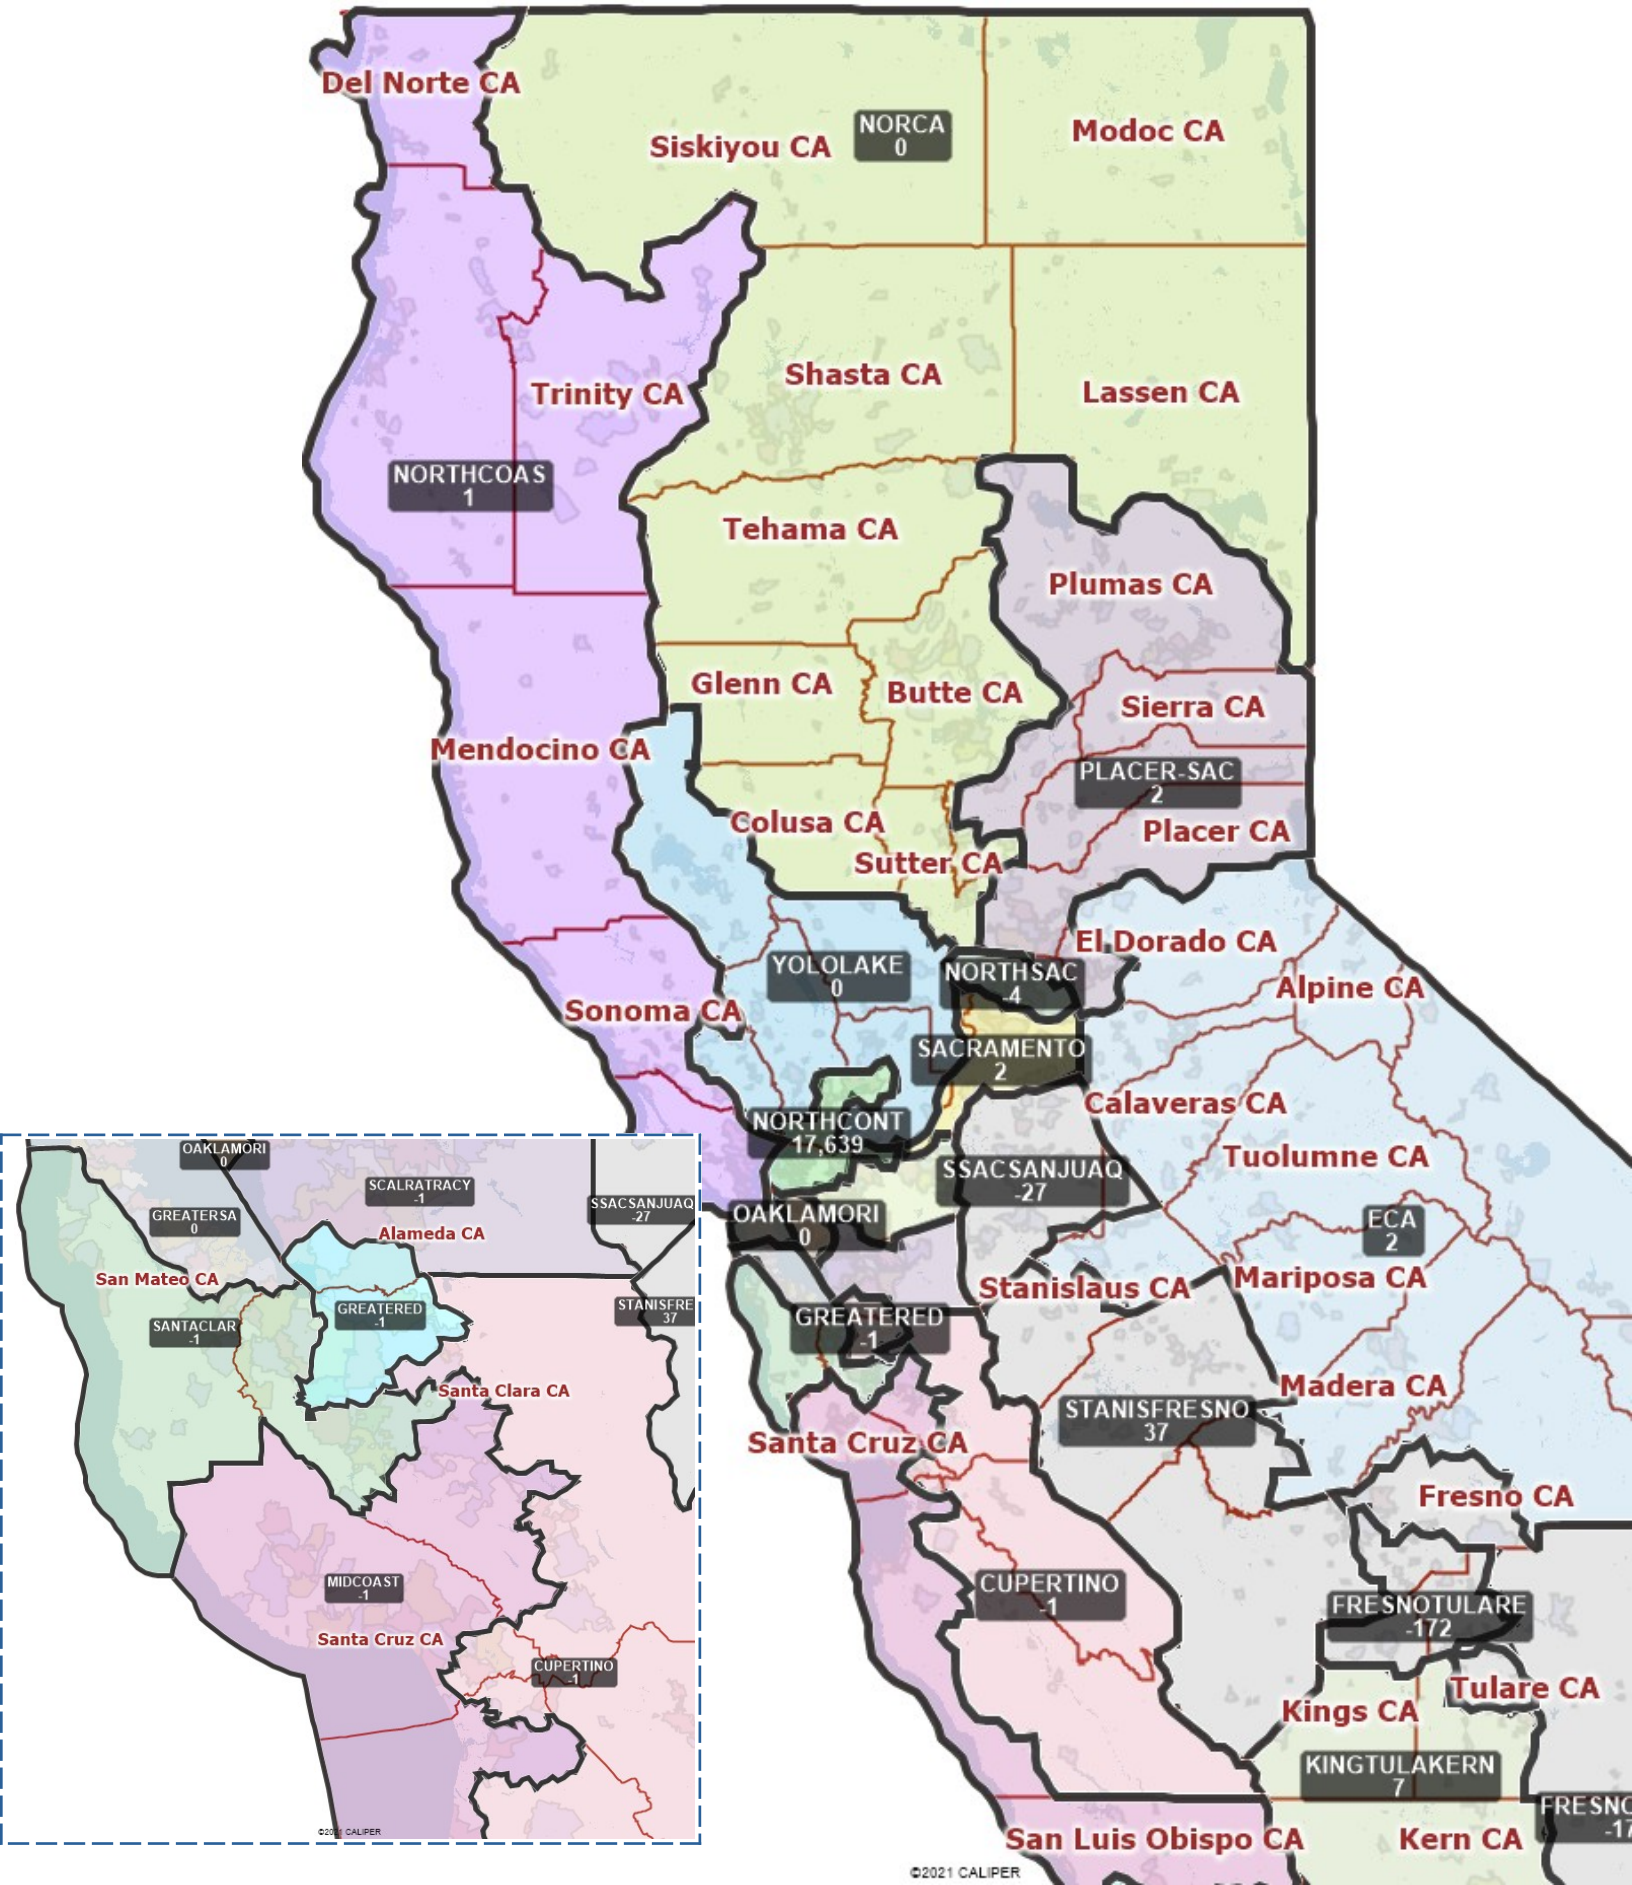 Del Norte CA
NORCA
0
Modoc CA
Siskiyou CA
Shasta CA
Lassen CA
Trinity CA
NORTHCOAS
1
Tehama CA
Plumas CA
Glenn CA
Butte CA
Sierra CA
Mendocino CA
PLACER-SAC
2
Colusa CA
Placer CA
Sutter CA
El Dorado CA
YOLOLAKE
0
NORTHSAC
-4
Alpine CA
Sonoma CA
SACRAMENTO
2
Calaveras CA
NORTHCONT
17,639
Tuolumne CA
SSACSANJUAQ
-27
OAKLAMORI
0
ECA
2
Stanislaus CA
Mariposa CA
GREATERED
-1
Madera CA
STANISFRESNO
37
Santa Cruz CA
Fresno CA
CUPERTINO
-1
FRESNOTULARE
-172
Tulare CA
Kings CA
KINGTULAKERN
7
FRESNO
-17
San Luis Obispo CA
Kern CA
©2021 CALIPER
OAKLAMORI
0
SCALRATRACY
-1
SSACSANJUAQ
-27
GREATERSA
0
Alameda CA
San Mateo CA
GREATERED
-1
STANISFRE
37
SANTACLAR
-1
Santa Clara CA
MIDCOAST
-1
Santa Cruz CA
CUPERTINO
-1
©2021 CALIPER